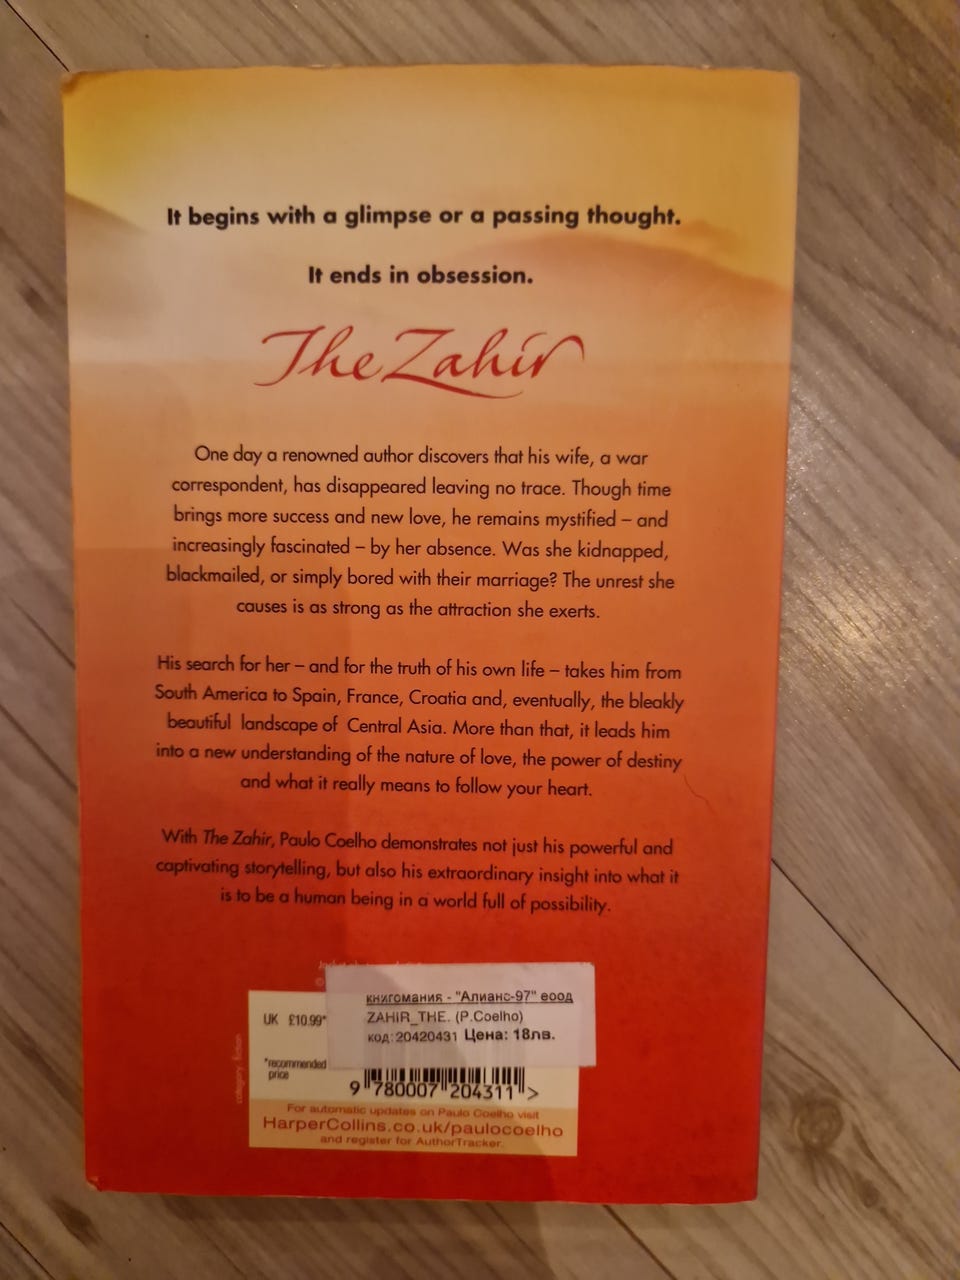 It begins with a glimpse or a passing thought.
It ends in obsession.
The Zahir
One day a renowned author discovers that his wife, a war
correspondent, has disappeared leaving no trace. Though time
brings more success and new love, he remains mystified – and
increasingly fascinated – by her absence. Was she kidnapped,
blackmailed, or simply bored with their marriage? The unrest she
causes is as strong as the attraction she exerts.
His search for her – and for the truth of his own life – takes him from
South America to Spain, France, Croatia and, eventually, the bleakly
beautiful landscape of Central Asia. More than that, it leads him
into a new understanding of the nature of love, the power of destiny
and what it really means to follow your heart.
With The Zahir, Paulo Coelho demonstrates not just his powerful and
captivating storytelling, but also his extraordinary insight into what it
is to be a human being in a world full of possibility.
книгомания - "Алианс-97" еоод
ZAHIR_THE. (P.Coelho)
код:20420431 Цена: 18лв.
UK £10.99*
*recommended
price
category: fiction
9 780007 204311 >
For automatic updates on Paulo Coelho visit
HarperCollins.co.uk/paulocoelho
and register for AuthorTracker.